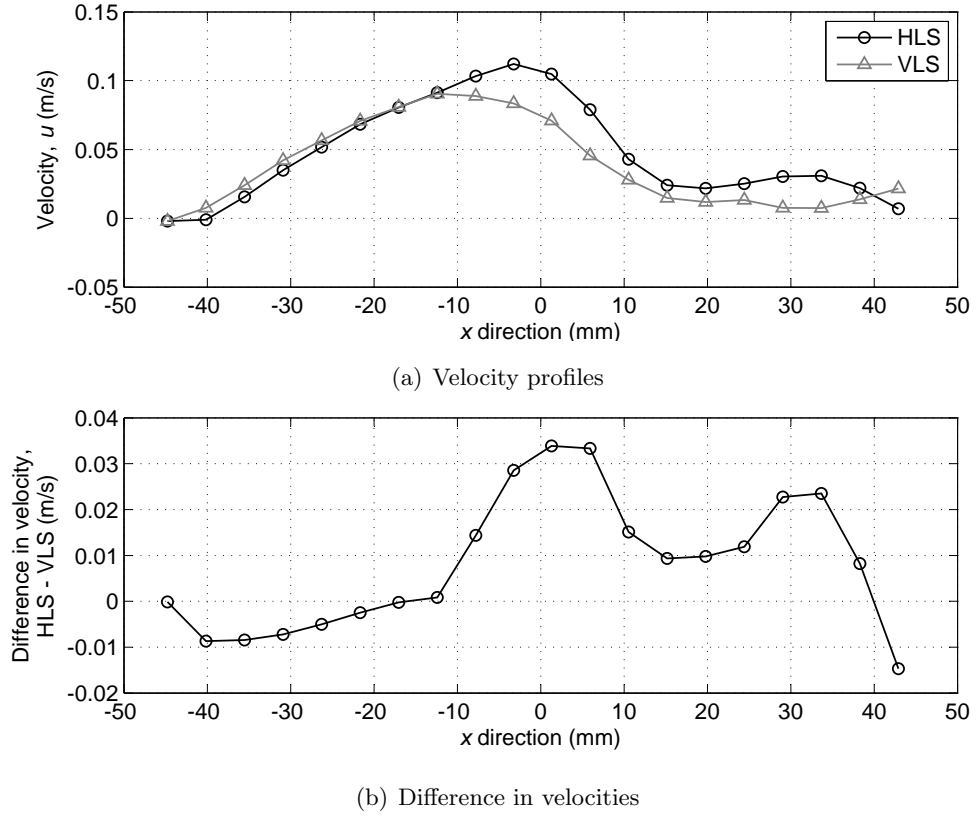 0.15
0.1
0.05
0
-0.05
Velocity, u (m/s)
HLS
VLS
-50 -40 -30 -20 -10 0 10 20 30 40 50
x direction (mm)
(a) Velocity profiles
0.04
0.03
0.02
0.01
0
-0.01
-0.02
Difference in velocity,
HLS - VLS (m/s)
-50 -40 -30 -20 -10 0 10 20 30 40 50
x direction (mm)
(b) Difference in velocities